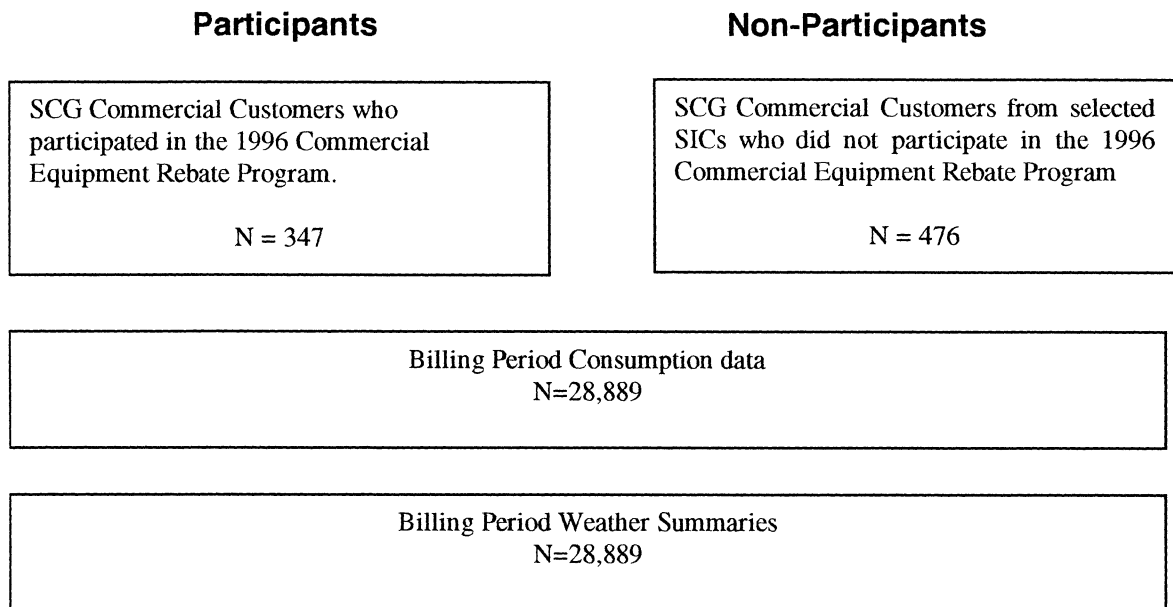 Participants
Non-Participants
SCG Commercial Customers who
participated in the 1996 Commercial
Equipment Rebate Program.
N = 347
SCG Commercial Customers from selected
SICs who did not participate in the 1996
Commercial Equipment Rebate Program
N = 476
Billing Period Consumption data
N=28,889
Billing Period Weather Summaries
N=28,889